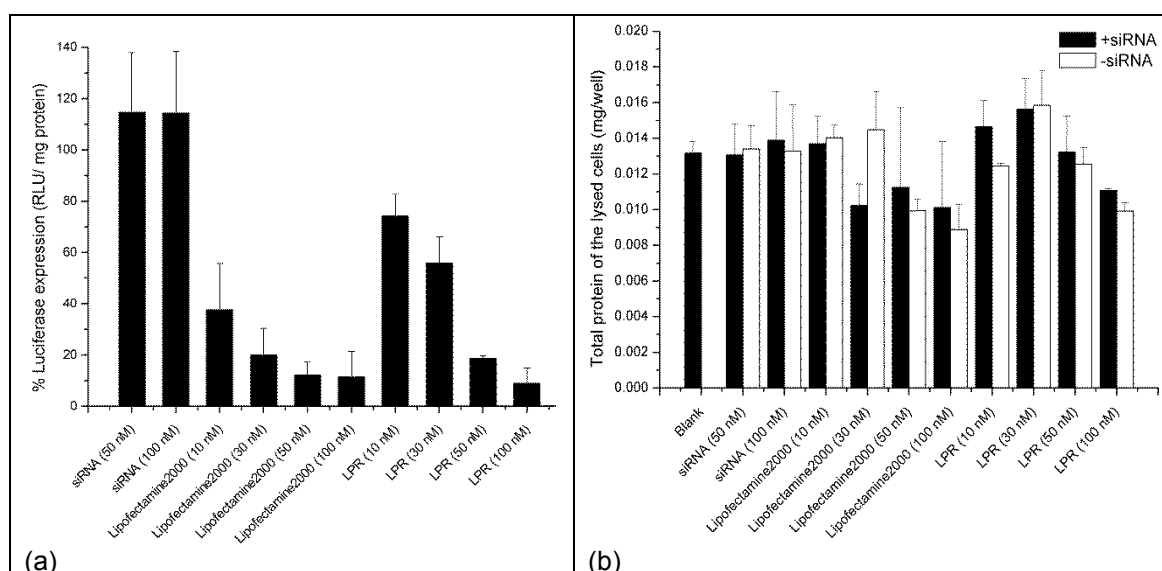 140
120
100
80
60
40
20
0
% Luciferase expression (RLU/ mg protein)
siRNA (50 nM)
siRNA (100 nM)
Lipofectamine2000 (10 nM)
Lipofectamine2000 (30 nM)
Lipofectamine2000 (50 nM)
Lipofectamine2000 (100 nM)
LPR (10 nM)
LPR (30 nM)
LPR (50 nM)
LPR (100 nM)
(a)
0.020
0.018
0.016
0.014
0.012
0.010
0.008
0.006
0.004
0.002
0.000
Total protein of the lysed cells (mg/well)
+siRNA
-siRNA
Blank
siRNA (50 nM)
siRNA (100 nM)
Lipofectamine2000 (10 nM)
Lipofectamine2000 (30 nM)
Lipofectamine2000 (50 nM)
Lipofectamine2000 (100 nM)
LPR (10 nM)
LPR (30 nM)
LPR (50 nM)
LPR (100 nM)
(b)